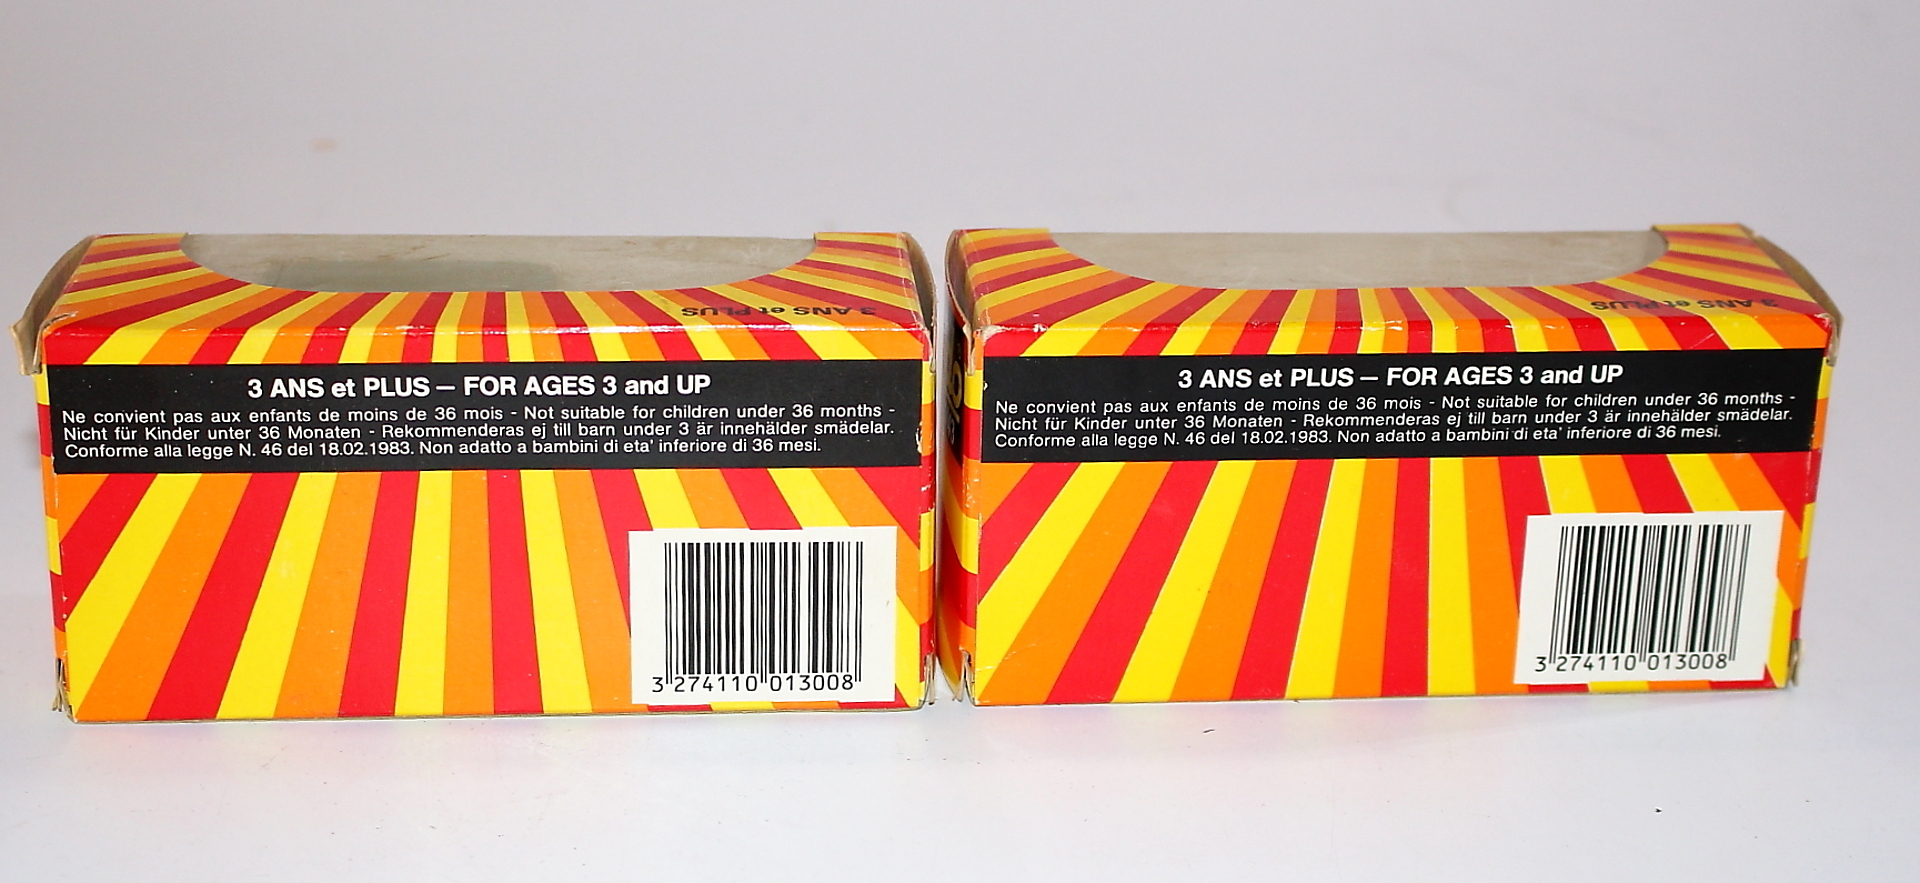 3 ANS et PLUS
3 ANS et PLUS — FOR AGES 3 and UP
Ne convient pas aux enfants de moins de 36 mois - Not suitable for children under 36 months -
Nicht für Kinder unter 36 Monaten - Rekommenderas ej till barn under 3 är innehälder smädelar.
Conforme alla legge N. 46 del 18.02.1983. Non adatto a bambini di eta' inferiore di 36 mesi.
3 274110 013008
3 ANS et PLUS
3 ANS et PLUS — FOR AGES 3 and UP
Ne convient pas aux enfants de moins de 36 mois - Not suitable for children under 36 months -
Nicht für Kinder unter 36 Monaten - Rekommenderas ej till barn under 3 är innehälder smädelar.
Conforme alla legge N. 46 del 18.02.1983. Non adatto a bambini di eta' inferiore di 36 mesi.
3 274110 013008